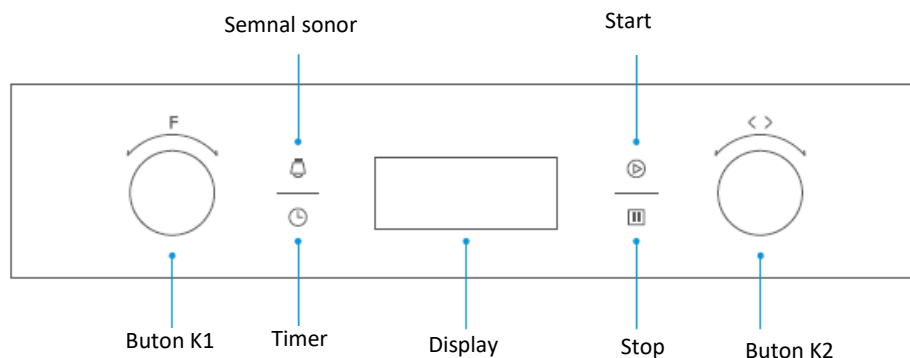 Semnal sonor
Start
F
< >
Buton K1
Timer
Display
Stop
Buton K2